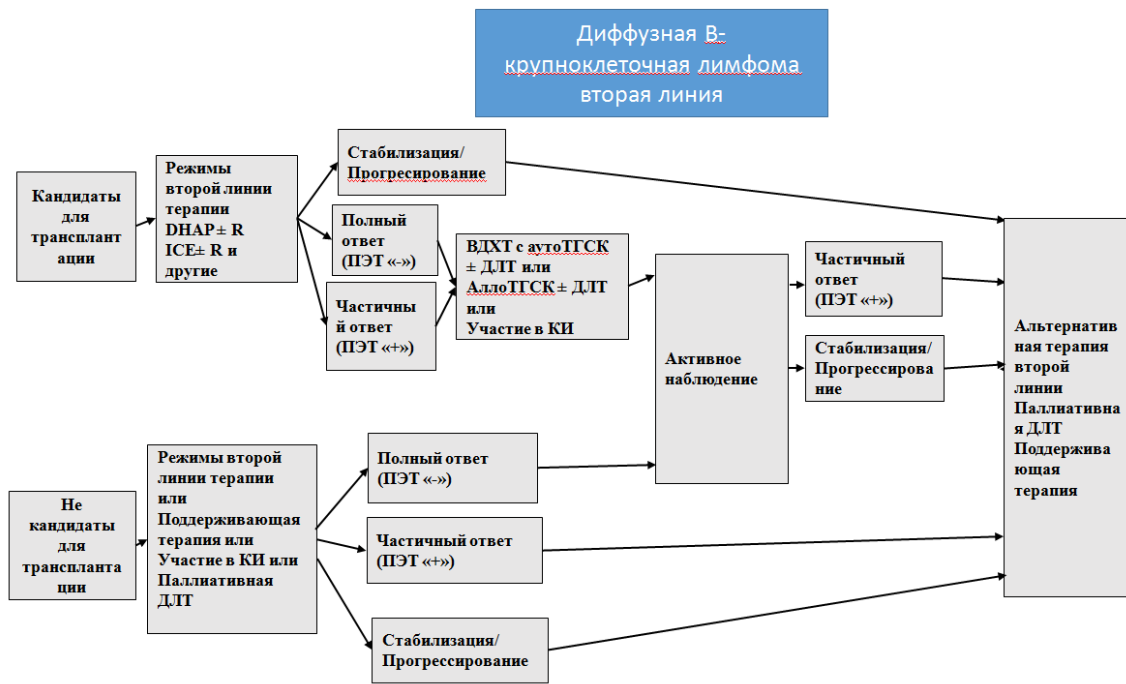 Диффузная В-
крупноклеточная лимфома
вторая линия
Кандидаты
для
трансплант
ации
Режимы
второй линии
терапии
DHAP ± R
ICE± R и
другие
Стабилизация/
Прогресирование
Полный
ответ
(ПЭТ «-»)
Частичны
й ответ
(ПЭТ «+»)
ВДХТ с аутоТГСК
± ДЛТ или
АллоТГСК ± ДЛТ
или
Участие в КИ
Активное
наблюдение
Частичный
ответ
(ПЭТ «+»)
Стабилизация/
Прогрессирова
ние
Альтернатив
ная терапия
второй
линии
Паллиативна
я ДЛТ
Поддержива
ющая
терапия
Не
кандидаты
для
транспланта
ции
Режимы второй
линии терапии
или
Поддерживающая
терапия или
Участие в КИ или
Паллиативная
ДЛТ
Полный ответ
(ПЭТ «-»)
Частичный ответ
(ПЭТ «+»)
Стабилизация/
Прогрессирование